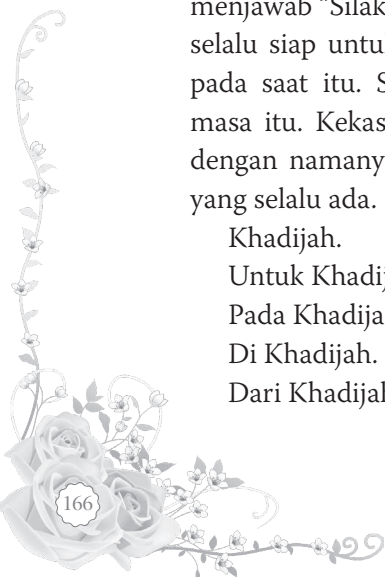 menjawab "Silak
selalu siap untu
pada saat itu. S
masa itu. Kekas
dengan namany
yang selalu ada.
Khadijah.
Untuk Khadij
Pada Khadija
Di Khadijah.
Dari Khadijah
166